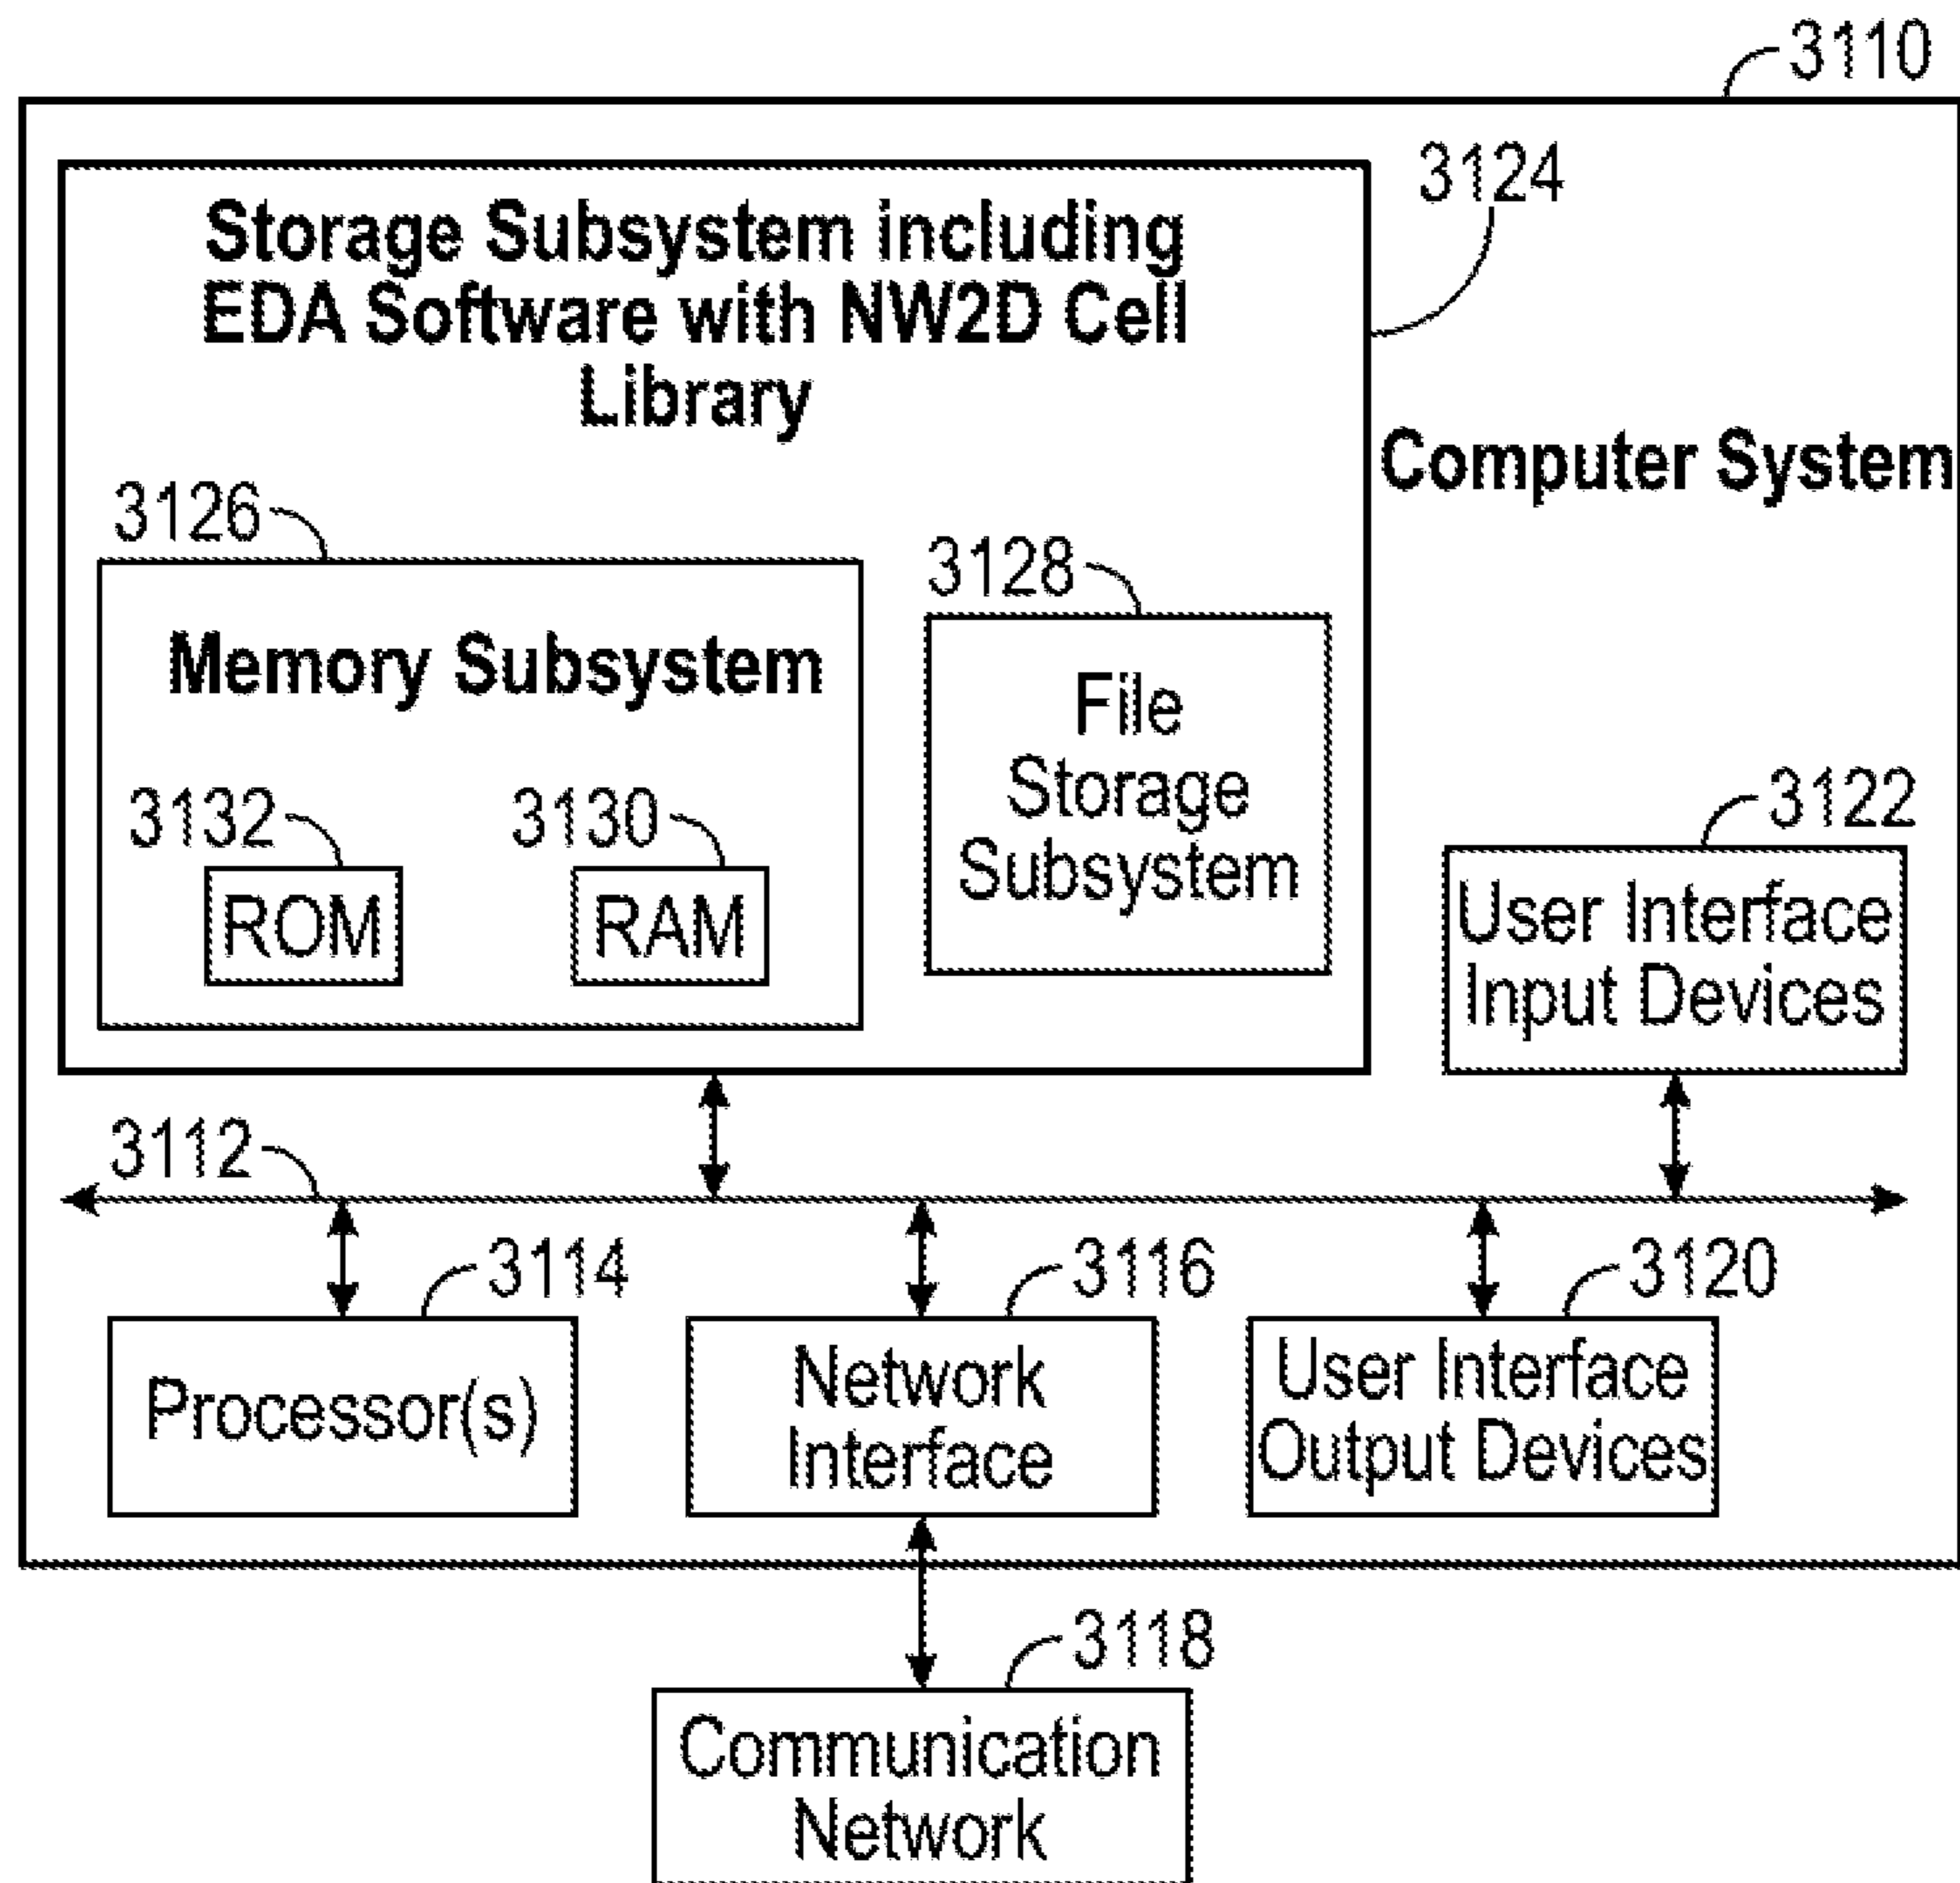 3110
3124
Storage Subsystem including
EDA Software with NW2D Cell
Library
Computer System
3126
3128
Memory Subsystem
File
Storage
Subsystem
3132
3130
3122
ROM
RAM
User Interface
Input Devices
3112
3114
3116
3120
Processor(s)
Network
Interface
User Interface
Output Devices
3118
Communication
Network